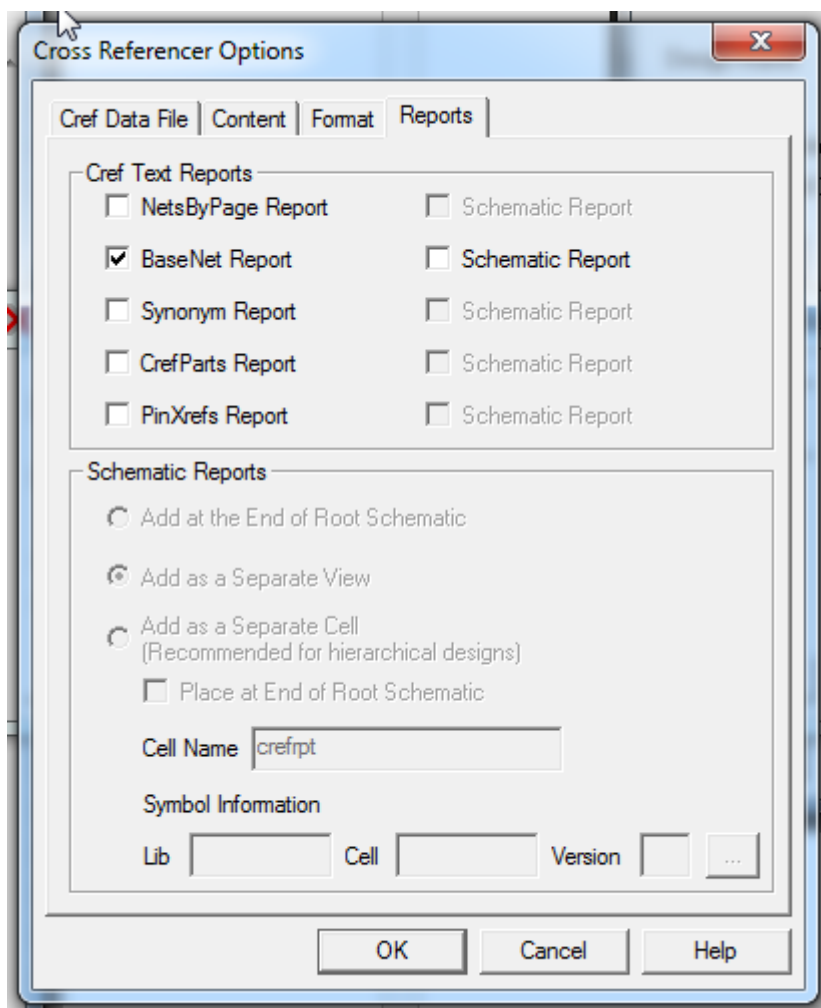 Cross Referencer Options
Cref Data File Content Format Reports
Cref Text Reports
NetsByPage Report Schematic Report
BaseNet Report Schematic Report
Synonym Report Schematic Report
CrefParts Report Schematic Report
PinXrefs Report Schematic Report
Schematic Reports
Add at the End of Root Schematic
Add as a Separate View
Add as a Separate Cell
(Recommended for hierarchical designs)
Place at End of Root Schematic
Cell Name crefrpt
Symbol Information
Lib Cell Version ...
OK Cancel Help